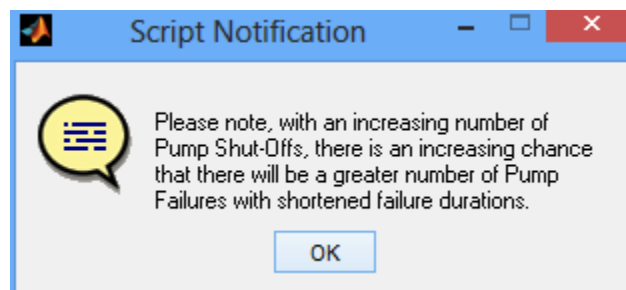 Script Notification
Please note, with an increasing number of
Pump Shut-Offs, there is an increasing chance
that there will be a greater number of Pump
Failures with shortened failure durations.
OK